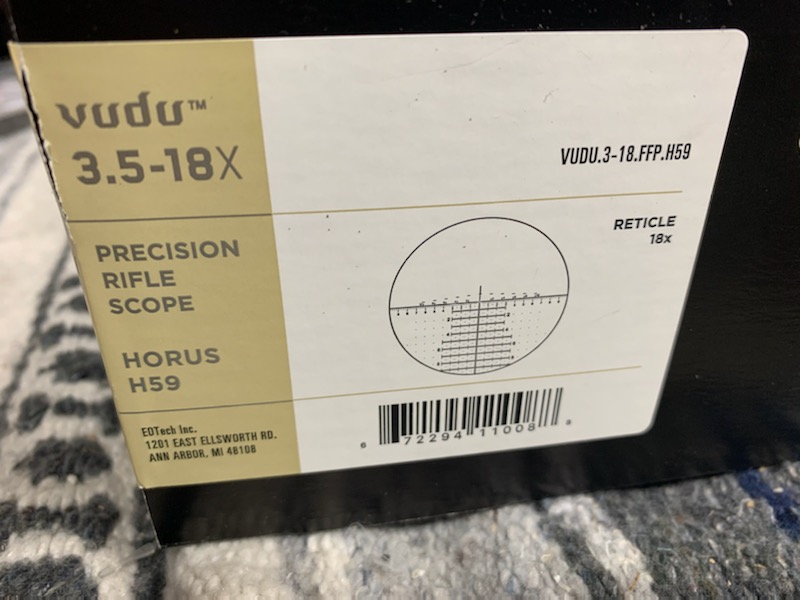 vudu™
3.5-18X
VUDU.3-18.FFP.H59
PRECISION
RIFLE
SCOPE
HORUS
H59
RETICLE
18x
EOTech Inc.
1201 EAST ELLSWORTH RD.
ANN ARBOR, MI 48108
6 72294 11008 8